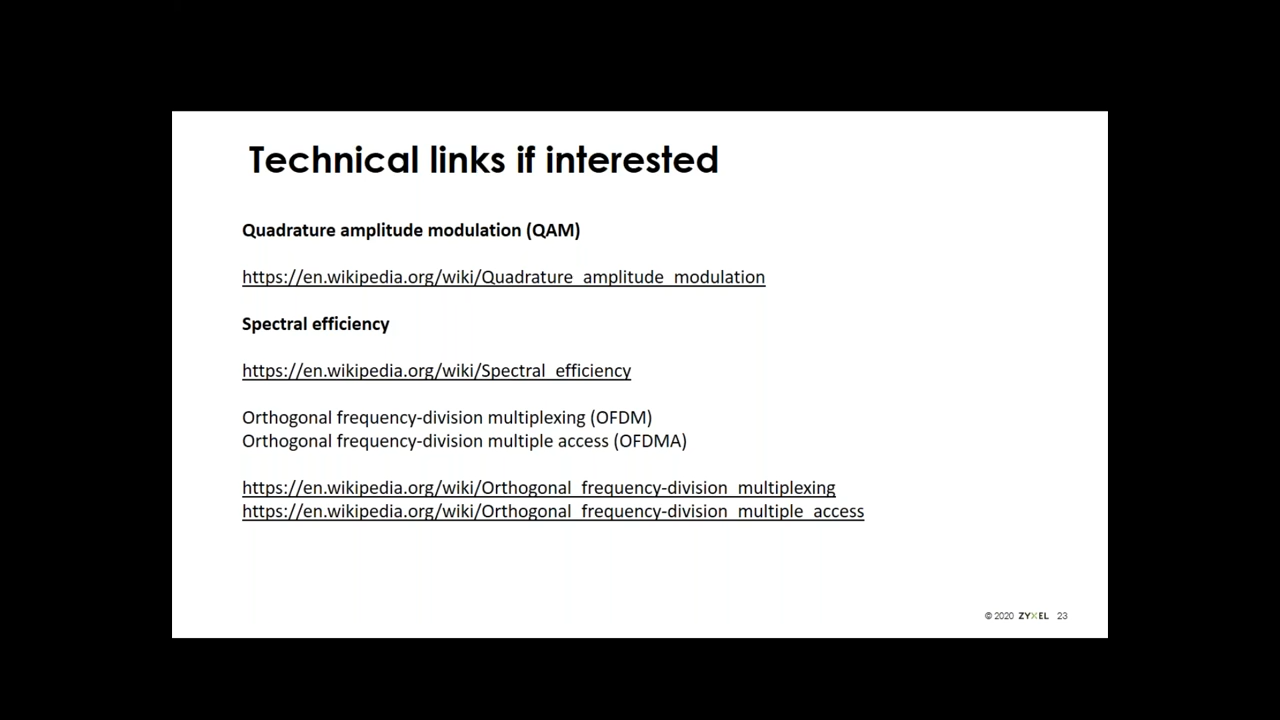 Technical links if interested
Quadrature amplitude modulation (QAM)
https://en.wikipedia.org/wiki/Quadrature_amplitude_modulation
Spectral efficiency
https://en.wikipedia.org/wiki/Spectral_efficiency
Orthogonal frequency-division multiplexing (OFDM)
Orthogonal frequency-division multiple access (OFDMA)
https://en.wikipedia.org/wiki/Orthogonal_frequency-division_multiplexing
https://en.wikipedia.org/wiki/Orthogonal_frequency-division_multiple_access
© 2020 ZYXEL 23